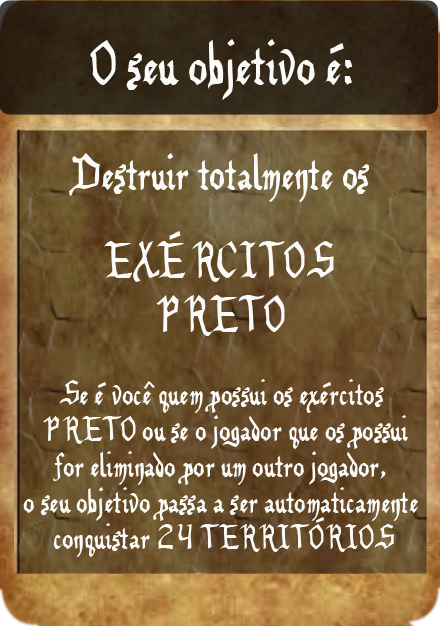 O seu objetivo é:
Destruir totalmente os
EXÉRCITOS
PRETO
Se é você quem possui os exércitos
PRETO ou se o jogador que os possui
for eliminado por um outro jogador,
o seu objetivo passa a ser automaticamente
conquistar 24 TERRITÓRIOS